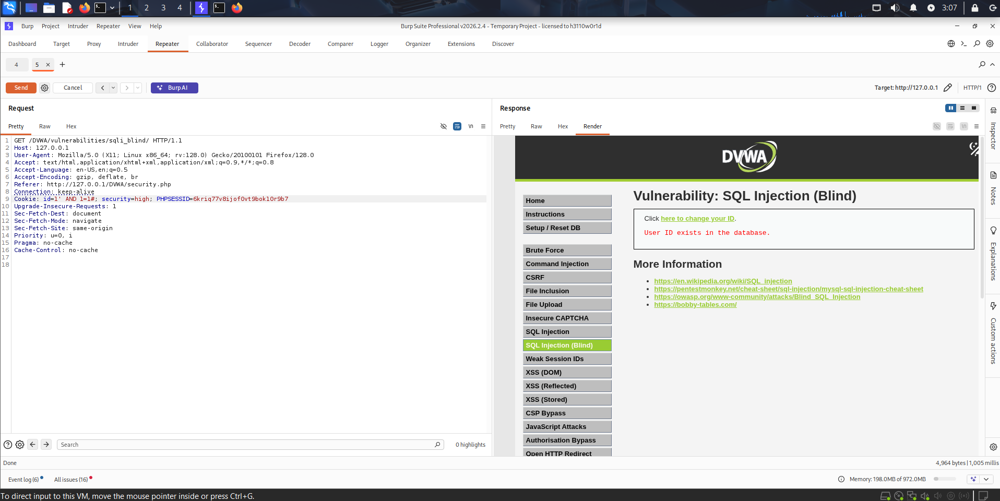 1 2 3 4 3:07
Burp Project Intruder Repeater View Help Burp Suite Professional v2026.2.4 - Temporary Project - licensed to h3110w0r1d
Dashboard Target Proxy Intruder Repeater Collaborator Sequencer Decoder Comparer Logger Organizer Extensions Discover
4 5 × +
Send Cancel < > Burp AI Target: http://127.0.0.1 HTTP/1
Request
Pretty Raw Hex \n
1 GET /DVWA/vulnerabilities/sqli_blind/ HTTP/1.1
2 Host: 127.0.0.1
3 User-Agent: Mozilla/5.0 (X11; Linux x86_64; rv:128.0) Gecko/20100101 Firefox/128.0
4 Accept: text/html,application/xhtml+xml,application/xml;q=0.9,*/*;q=0.8
5 Accept-Language: en-US,en;q=0.5
6 Accept-Encoding: gzip, deflate, br
7 Referer: http://127.0.0.1/DVWA/security.php
8 Connection: keep-alive
9 Cookie: id=1' AND 1=1#; security=high; PHPSESSID=6kriq77v8ijof0vt9bok10r9b7
10 Upgrade-Insecure-Requests: 1
11 Sec-Fetch-Dest: document
12 Sec-Fetch-Mode: navigate
13 Sec-Fetch-Site: same-origin
14 Priority: u=0, i
15 Pragma: no-cache
16 Cache-Control: no-cache
17
18
Search 0 highlights
Response
Pretty Raw Hex Render \n
DVWA
Home
Instructions
Setup / Reset DB
Brute Force
Command Injection
CSRF
File Inclusion
File Upload
Insecure CAPTCHA
SQL Injection
SQL Injection (Blind)
Weak Session IDs
XSS (DOM)
XSS (Reflected)
XSS (Stored)
CSP Bypass
JavaScript Attacks
Authorisation Bypass
Open HTTP Redirect
Vulnerability: SQL Injection (Blind)
Click here to change your ID.
User ID exists in the database.
More Information
https://en.wikipedia.org/wiki/SQL_injection
https://pentestmonkey.net/cheat-sheet/sql-injection/mysql-sql-injection-cheat-sheet
https://owasp.org/www-community/attacks/Blind_SQL_Injection
https://bobby-tables.com/
Inspector
Notes
Explanations
Custom actions
Done 4,964 bytes | 1,005 millis
Event log (6) All issues (16) Memory: 198.0MB of 972.0MB
To direct input to this VM, move the mouse pointer inside or press Ctrl+G.